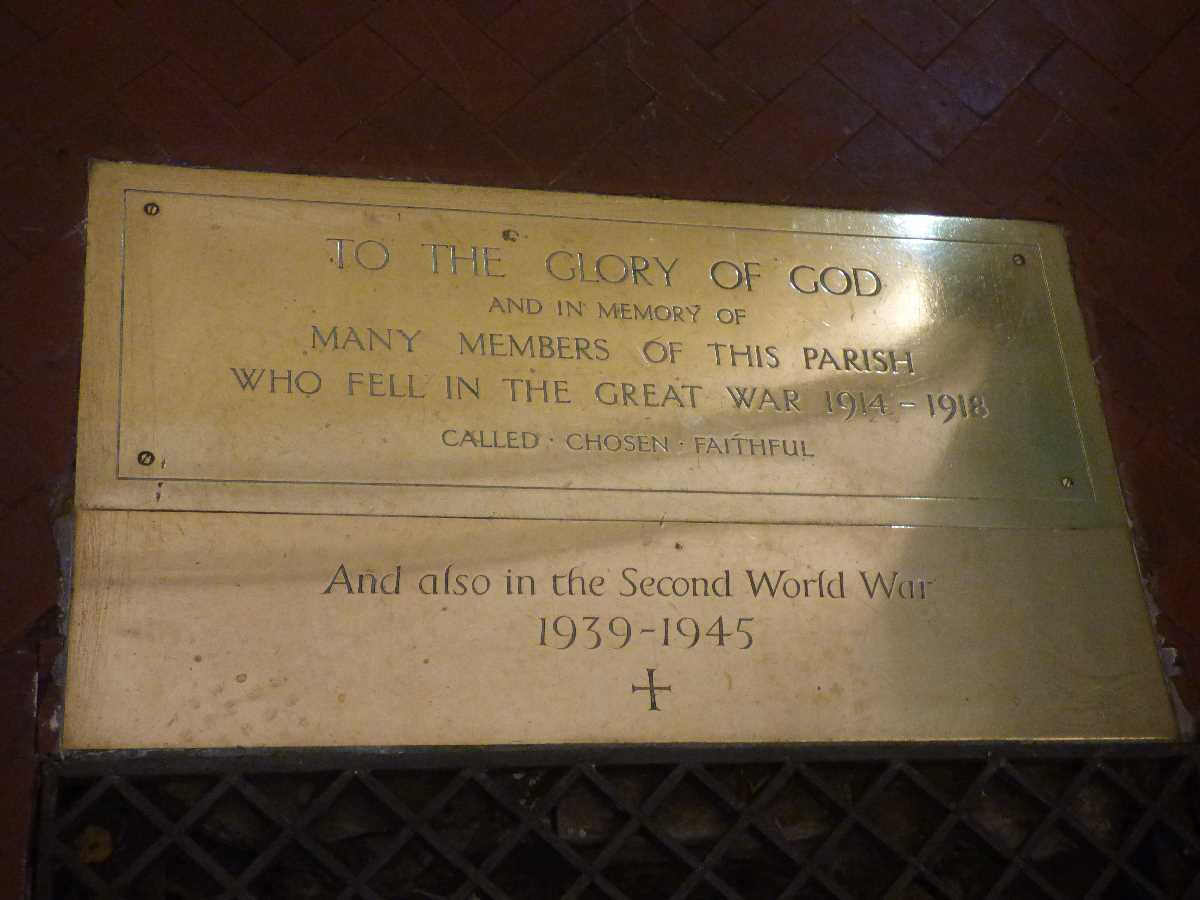 TO THE GLORY OF GOD
AND IN MEMORY OF
MANY MEMBERS OF THIS PARISH
WHO FELL IN THE GREAT WAR 1914 - 1918
CALLED · CHOSEN · FAITHFUL
And also in the Second World War
1939-1945